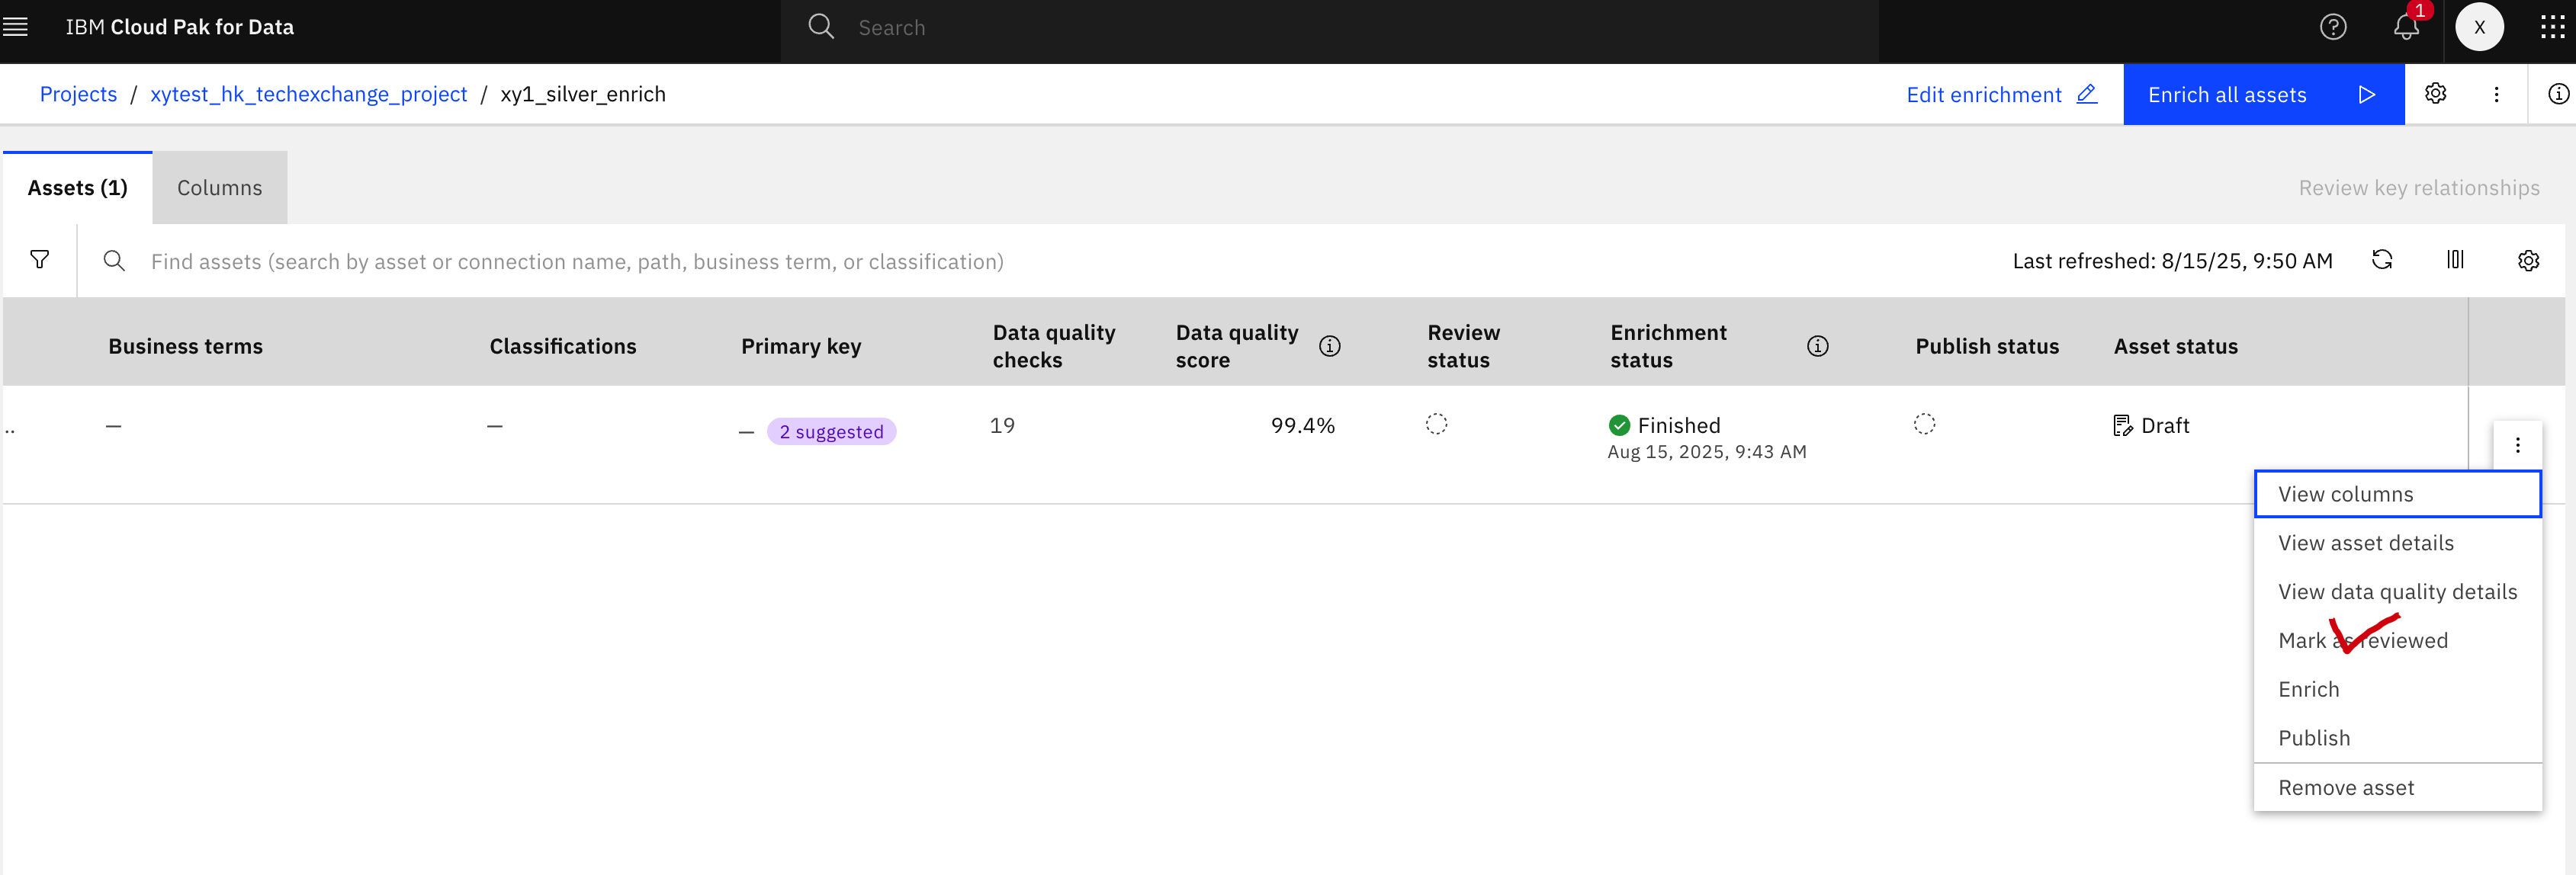 IBM Cloud Pak for Data
Search
1
X
Projects / xytest_hk_techexchange_project / xy1_silver_enrich
Edit enrichment
Enrich all assets
Assets (1)
Columns
Review key relationships
Find assets (search by asset or connection name, path, business term, or classification)
Last refreshed: 8/15/25, 9:50 AM
Business terms
Classifications
Primary key
Data quality
checks
Data quality
score
Review
status
Enrichment
status
Publish status
Asset status
..
—
—
— 2 suggested
19
99.4%
Finished
Aug 15, 2025, 9:43 AM
Draft
View columns
View asset details
View data quality details
Mark as reviewed
Enrich
Publish
Remove asset